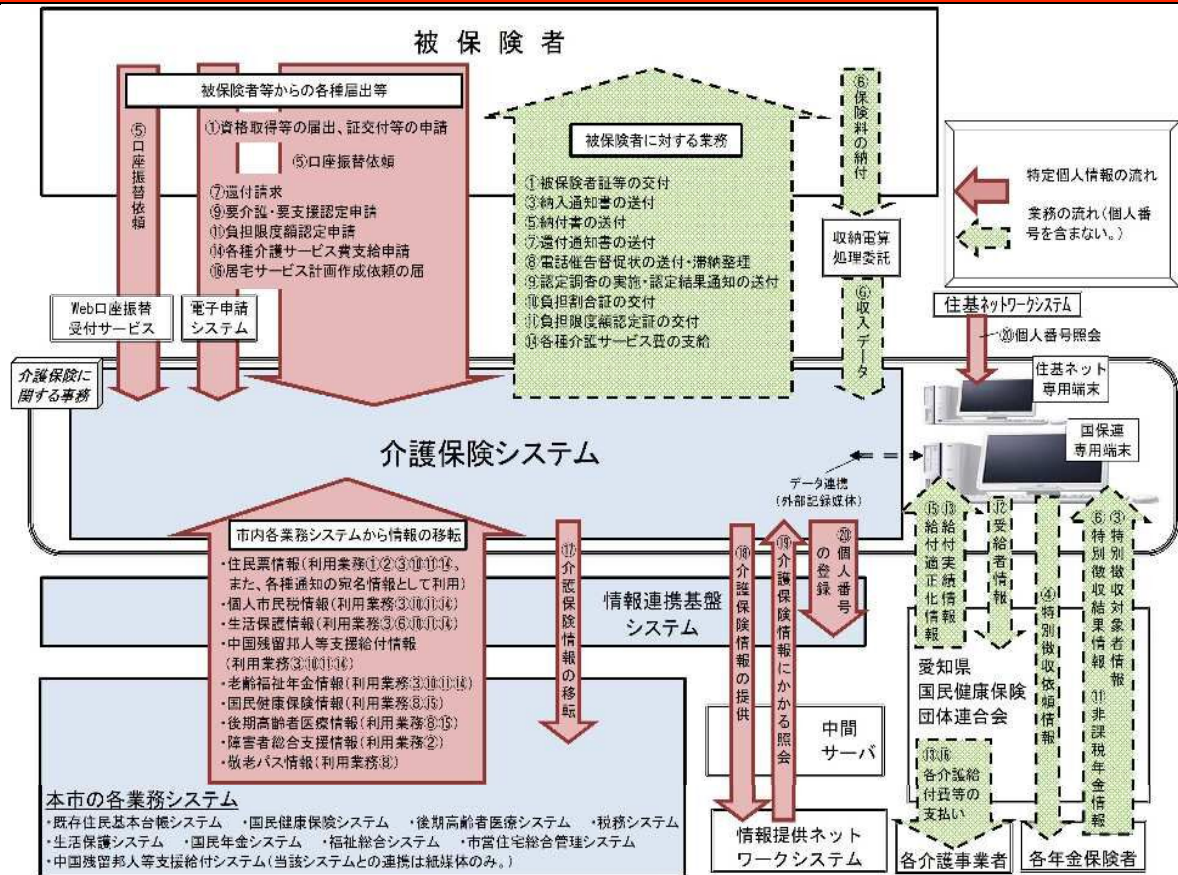 被保険者
被保険者等からの各種届出等
①資格取得等の届出、証交付等の申請
⑤口座振替依頼
⑦還付請求
⑨要介護・要支援認定申請
⑪負担限度額認定申請
⑭各種介護サービス費支給申請
⑯居宅サービス計画作成依頼の届
⑤口座振替依頼
Web口座振替
受付サービス
電子申請
システム
被保険者に対する業務
①被保険者証等の交付
③納入通知書の送付
⑤納付書の送付
⑦還付通知書の送付
⑧電話催告督促状の送付・滞納整理
⑨認定調査の実施・認定結果通知の送付
⑩負担割合証の交付
⑪負担限度額認定証の交付
⑭各種介護サービス費の支給
⑥保険料の納付
収納電算
処理委託
⑥収入データ
特定個人情報の流れ
業務の流れ(個人番
号を含まない。)
住基ネットワークシステム
⑳個人番号照会
住基ネット
専用端末
国保連
専用端末
介護保険に
関する事務
介護保険システム
データ連携
(外部記録媒体)
市内各業務システムから情報の移転
・住民票情報(利用業務①②③⑩⑪⑭、
また、各種通知の宛名情報として利用)
・個人市民税情報(利用業務③⑩⑪⑭)
・生活保護情報(利用業務③⑥⑩⑪⑭)
・中国残留邦人等支援給付情報
(利用業務③⑩⑪⑭)
・老齢福祉年金情報(利用業務③⑩⑪⑭)
・国民健康保険情報(利用業務⑧⑮)
・後期高齢者医療情報(利用業務⑧⑮)
・障害者総合支援情報(利用業務②)
・敬老パス情報(利用業務⑧)
⑰介護保険情報の移転
情報連携基盤
システム
⑱介護保険情報の提供
⑲介護保険情報にかかる照会
⑳個人番号
の登録
中間
サーバ
情報提供ネット
ワークシステム
⑮給付適正化情報
⑬給付実績情報
⑫受給者情報
④特別徴収依頼情報
⑥特別徴収結果情報
③特別徴収対象者情報
⑪非課税年金情報
愛知県
国民健康保険
団体連合会
⑬⑯
各介護給
付費等の
支払い
各介護事業者
各年金保険者
本市の各業務システム
・既存住民基本台帳システム ・国民健康保険システム ・後期高齢者医療システム ・税務システム
・生活保護システム ・国民年金システム ・福祉総合システム ・市営住宅総合管理システム
・中国残留邦人等支援給付システム(当該システムとの連携は紙媒体のみ。)